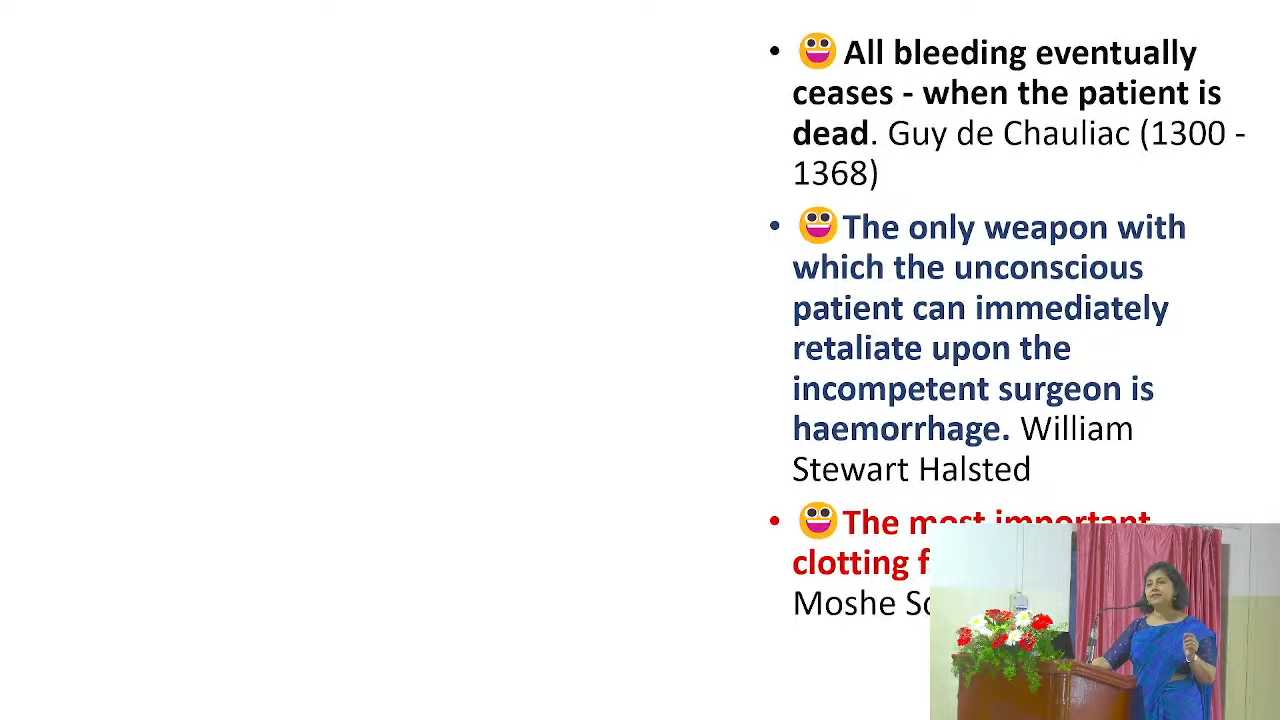 • 😀All bleeding eventually
ceases - when the patient is
dead. Guy de Chauliac (1300 -
1368)
• 😀The only weapon with
which the unconscious
patient can immediately
retaliate upon the
incompetent surgeon is
haemorrhage. William
Stewart Halsted
• 😀The most important
clotting
Moshe